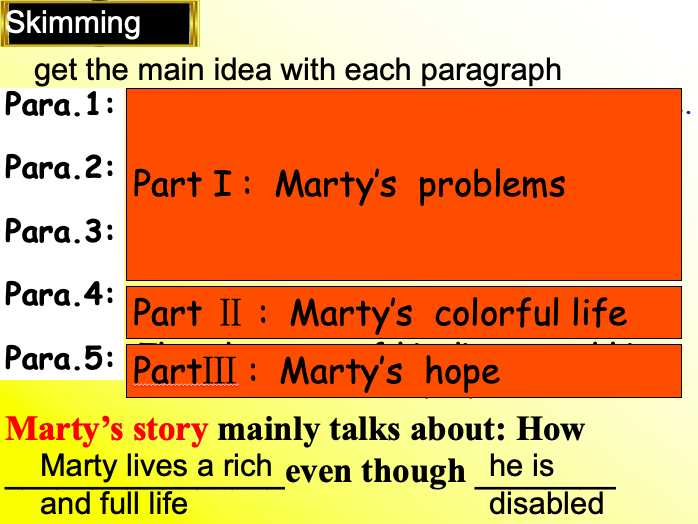 Skimming
get the main idea with each paragraph
Para.1:
Para.2:
Part I : Marty's problems
Para.3:
Para.4:
Part II : Marty's colorful life
Para.5:
PartIII : Marty's hope
Marty’s story mainly talks about: How
Marty lives a rich even though he is
and full life disabled